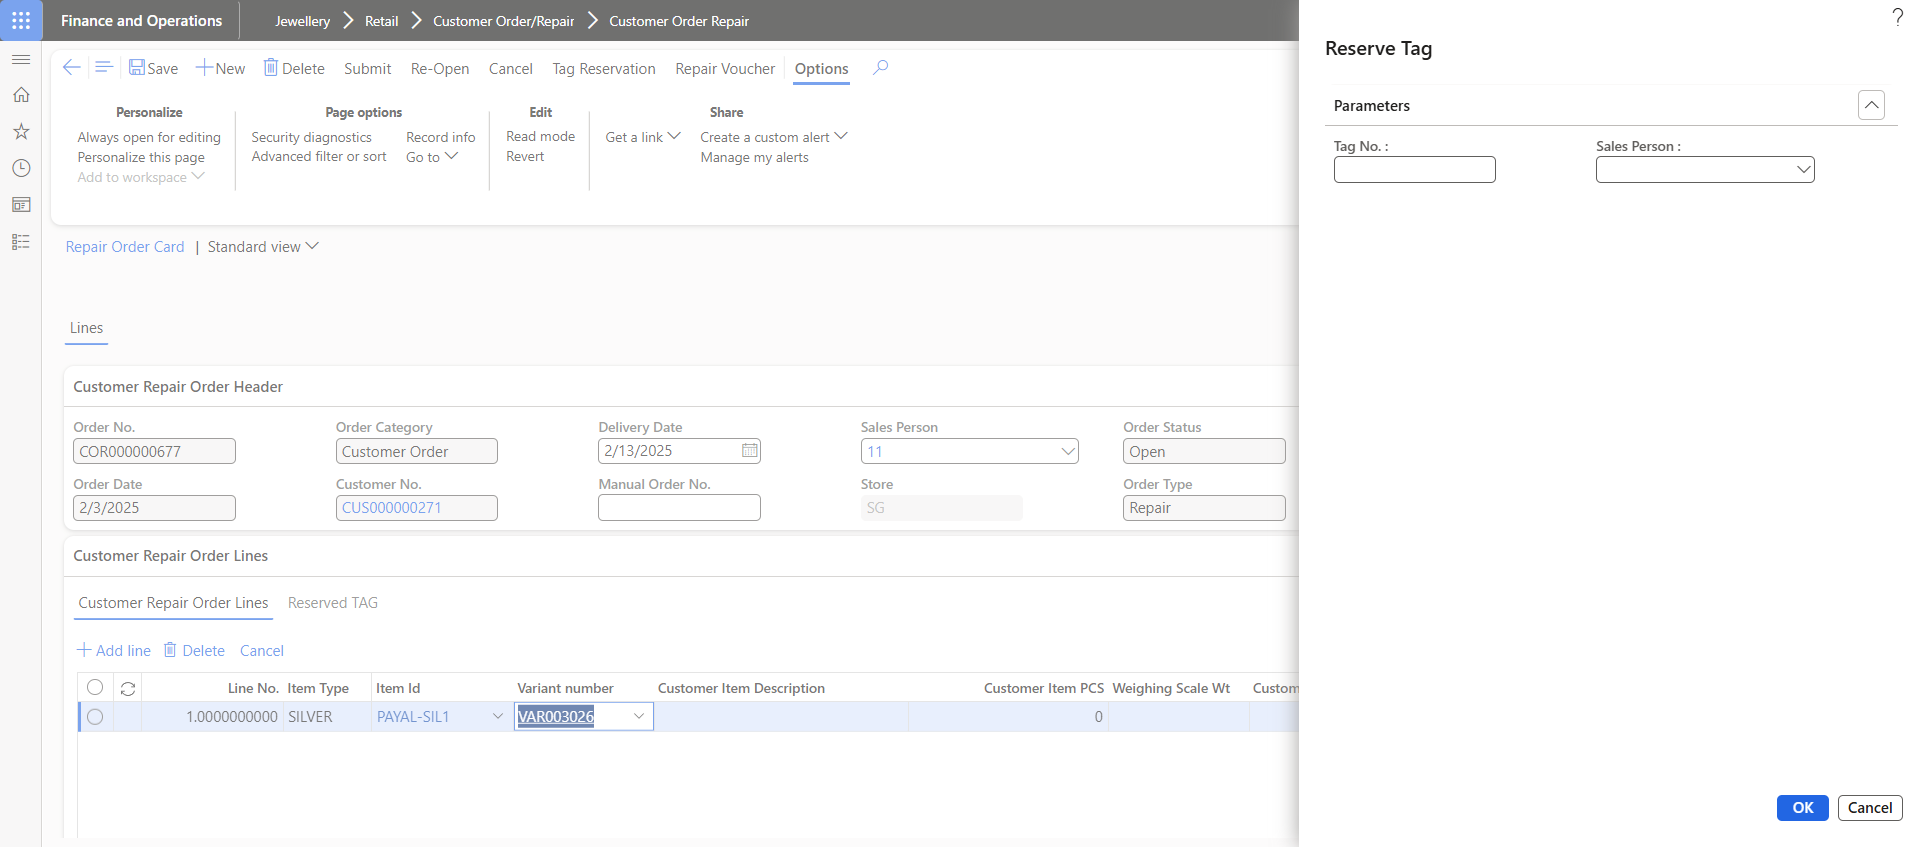 Finance and Operations
Jewellery > Retail > Customer Order/Repair > Customer Order Repair
?
Save New Delete Submit Re-Open Cancel Tag Reservation Repair Voucher Options
Personalize
Always open for editing
Personalize this page
Add to workspace
Page options
Security diagnostics
Advanced filter or sort
Record info
Go to
Edit
Read mode
Revert
Share
Get a link
Create a custom alert
Manage my alerts
Repair Order Card | Standard view
Lines
Customer Repair Order Header
Order No. Order Category Delivery Date Sales Person Order Status
COR000000677 Customer Order 2/13/2025 11 Open
Order Date Customer No. Manual Order No. Store Order Type
2/3/2025 CUS000000271 SG Repair
Customer Repair Order Lines
Customer Repair Order Lines Reserved TAG
Add line Delete Cancel
Line No. Item Type Item Id Variant number Customer Item Description Customer Item PCS Weighing Scale Wt Custom
1.0000000000 SILVER PAYAL-SIL1 VAR003026 0
Reserve Tag
Parameters
Tag No. : Sales Person :
OK Cancel